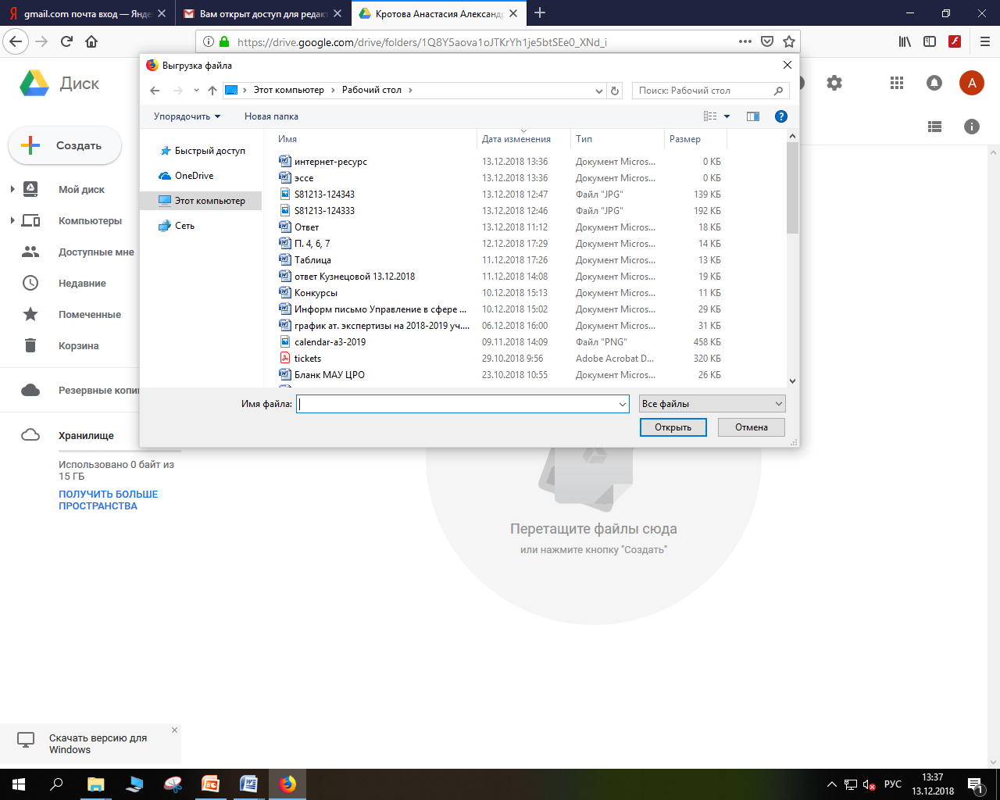 gmail.com почта вход — Янде
Вам открыт доступ для редакт
Кротова Анастасия Александр
https://drive.google.com/drive/folders/1Q8Y5aova1oJTKrYh1je5btSEe0_XNd_i
Диск
A
Создать
Мой диск
Компьютеры
Доступные мне
Недавние
Помеченные
Корзина
Резервные копи
Хранилище
Использовано 0 байт из
15 ГБ
ПОЛУЧИТЬ БОЛЬШЕ
ПРОСТРАНСТВА
Выгрузка файла
Этот компьютер › Рабочий стол ›
Поиск: Рабочий стол
Упорядочить
Новая папка
Быстрый доступ
OneDrive
Этот компьютер
Сеть
Имя Дата изменения Тип Размер
интернет-ресурс 13.12.2018 13:36 Документ Micros... 0 КБ
эссе 13.12.2018 13:36 Документ Micros... 0 КБ
S81213-124343 13.12.2018 12:47 Файл "JPG" 139 КБ
S81213-124333 13.12.2018 12:46 Файл "JPG" 192 КБ
Ответ 13.12.2018 11:12 Документ Micros... 18 КБ
П. 4, 6, 7 12.12.2018 17:29 Документ Micros... 14 КБ
Таблица 11.12.2018 17:26 Документ Micros... 13 КБ
ответ Кузнецовой 13.12.2018 11.12.2018 14:08 Документ Micros... 19 КБ
Конкурсы 10.12.2018 15:13 Документ Micros... 11 КБ
Информ письмо Управление в сфере ... 10.12.2018 15:02 Документ Micros... 29 КБ
график ат. экспертизы на 2018-2019 уч.... 06.12.2018 16:00 Документ Micros... 31 КБ
calendar-a3-2019 09.11.2018 14:09 Файл "PNG" 458 КБ
tickets 29.10.2018 9:56 Adobe Acrobat D... 320 КБ
Бланк МАУ ЦРО 23.10.2018 10:55 Документ Micros... 26 КБ
Имя файла:
Все файлы
Открыть
Отмена
Перетащите файлы сюда
или нажмите кнопку "Создать"
Скачать версию для
Windows
РУС
13:37
13.12.2018
1